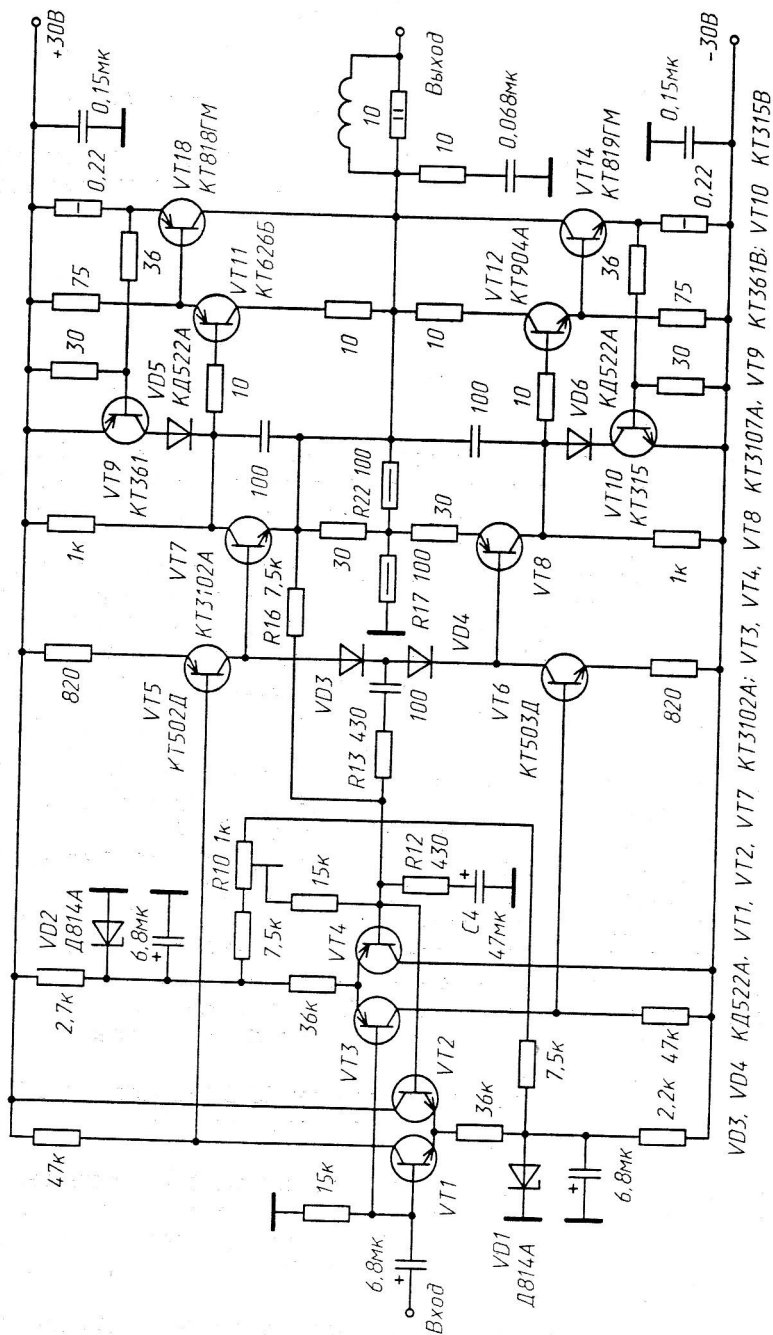 +30В
0,15мк
47к
2,7к
VD2
Д814А
6,8мк
820
VT5
КТ502Д
1к
VT7
КТ3102А
VT9
КТ361
30
75
0,22
36
VT18
КТ818ГМ
VD5
КД522А
10
VT11
КТ626Б
10
15к
6,8мк
Вход
VT1
VT2
VT3
VT4
36к
7,5к
R10 1к
15к
R12
430
C4
47мк
R13 430
R16 7,5к
VD3
100
VD4
100
30
R22 100
R17 100
30
100
10
Выход
10
0,068мк
10
VT12
КТ904А
10
VT14
КТ819ГМ
VD6
КД522А
VT8
VT10
КТ315
36
0,22
0,15мк
VD1
Д814А
36к
7,5к
6,8мк
2,2к
47к
VT6
КТ503Д
820
1к
30
75
-30В
VD3, VD4 КД522А, VT1, VT2, VT7 КТ3102А; VT3, VT4, VT8 КТ3107А, VT9 КТ361В; VT10 КТ315В